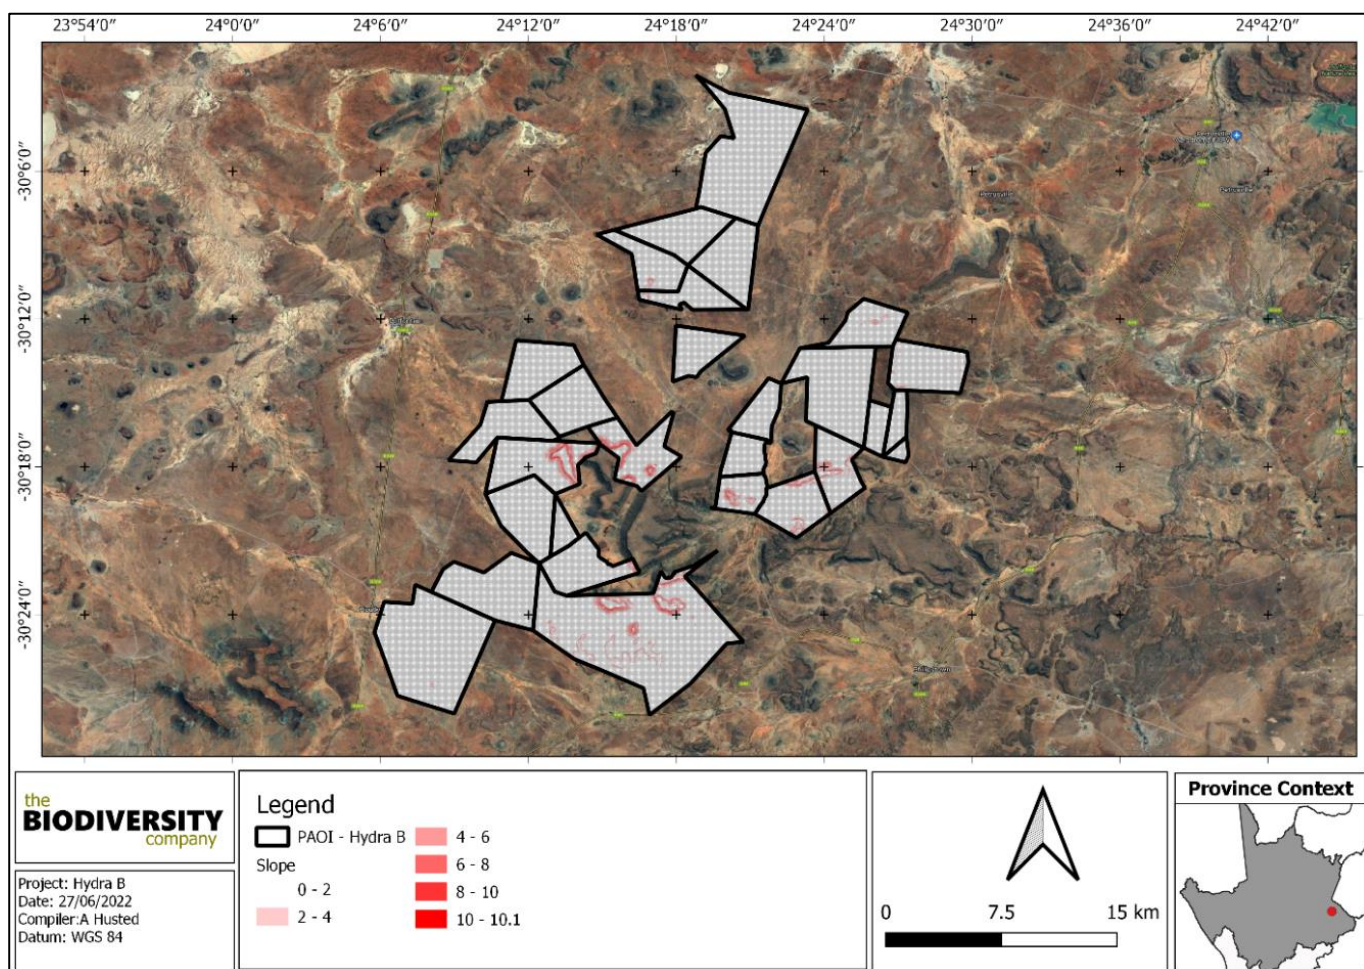 23°54′0″ 24°0′0″ 24°6′0″ 24°12′0″ 24°18′0″ 24°24′0″ 24°30′0″ 24°36′0″ 24°42′0″
-30°6′0″
-30°12′0″
-30°18′0″
-30°24′0″
Petrusville
Philipstown
the
BIODIVERSITY
company
Project: Hydra B
Date: 27/06/2022
Compiler:A Husted
Datum: WGS 84
Legend
PAOI - Hydra B
Slope
0 - 2
2 - 4
4 - 6
6 - 8
8 - 10
10 - 10.1
0 7.5 15 km
Province Context